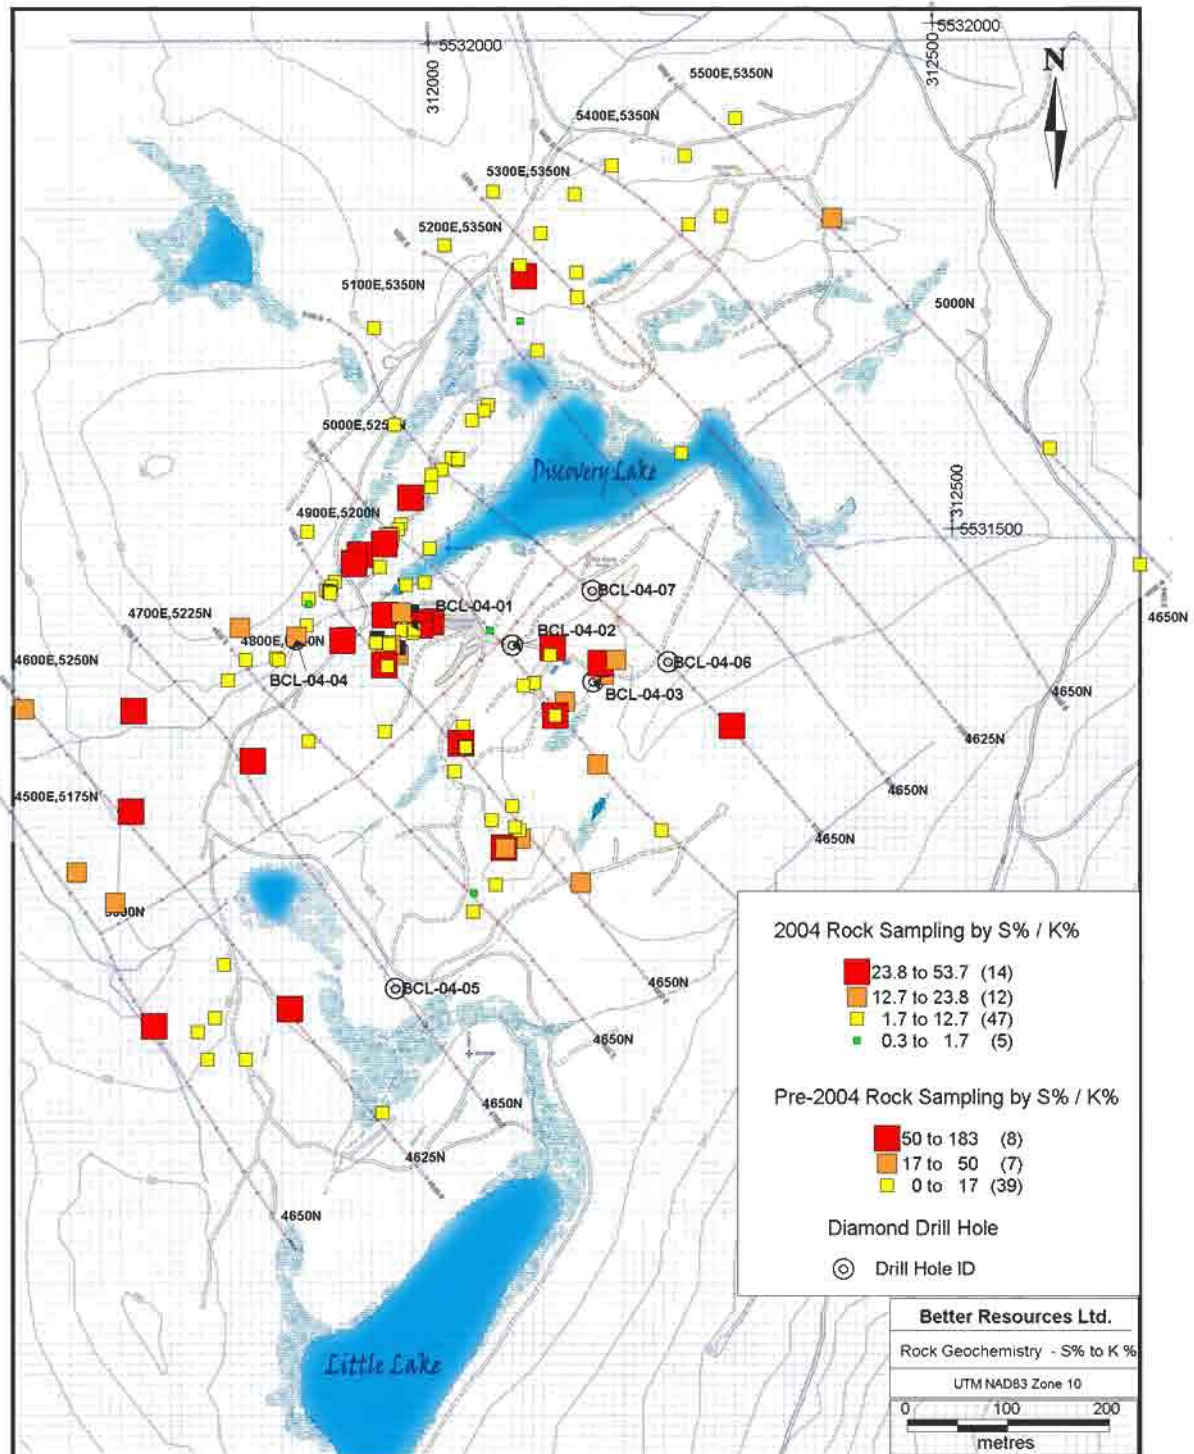 5532000
5532000
312000
312500
N
5500E,5350N
5400E,5350N
5300E,5350N
5200E,5350N
5100E,5350N
5000N
Discovery Lake
4900E,5200N
312500
5531500
BCL-04-07
4700E,5225N
BCL-04-01
4650N
BCL-04-02
4600E,5250N
BCL-04-06
BCL-04-04
BCL-04-03
4650N
4625N
4500E,5175N
4650N
4650N
4650N
BCL-04-05
4650N
4650N
4625N
4650N
Little Lake
2004 Rock Sampling by S% / K%
23.8 to 53.7 (14)
12.7 to 23.8 (12)
1.7 to 12.7 (47)
0.3 to 1.7 (5)
Pre-2004 Rock Sampling by S% / K%
50 to 183 (8)
17 to 50 (7)
0 to 17 (39)
Diamond Drill Hole
Drill Hole ID
Better Resources Ltd.
Rock Geochemistry - S% to K %
UTM NAD83 Zone 10
0 100 200
metres